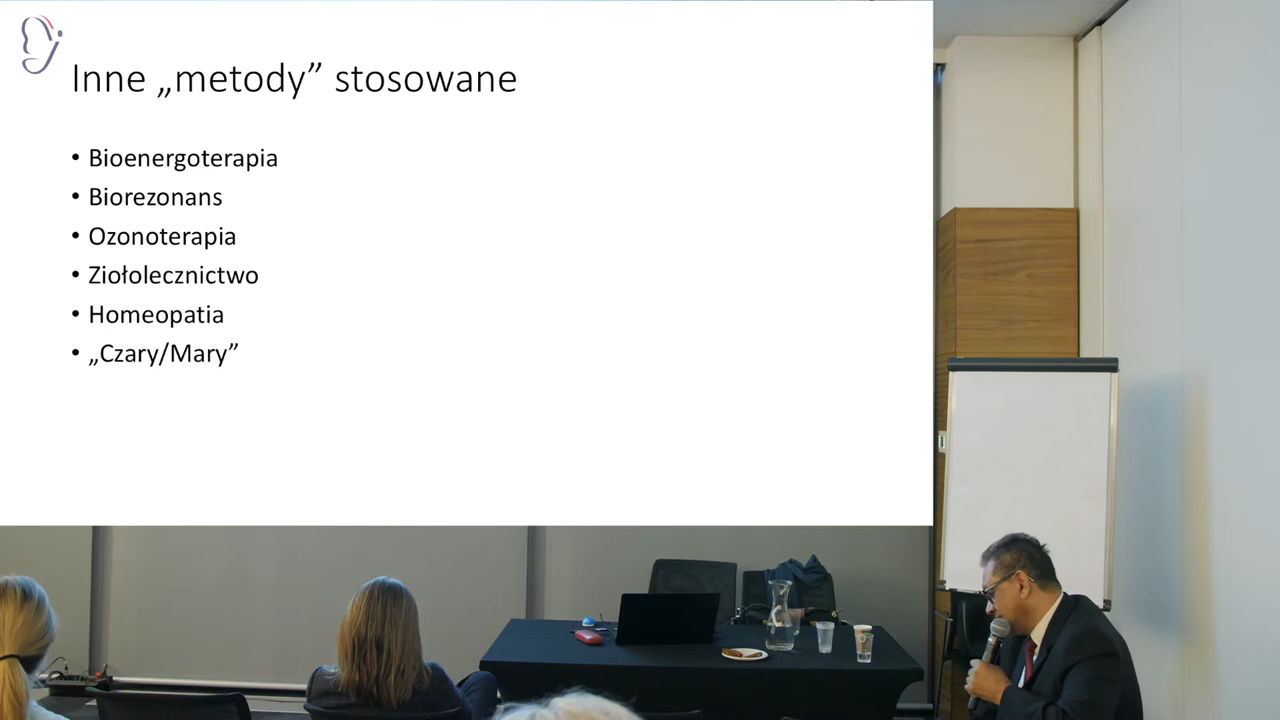 Inne „metody” stosowane
• Bioenergoterapia
• Biorezonans
• Ozonoterapia
• Ziołolecznictwo
• Homeopatia
• „Czary/Mary”